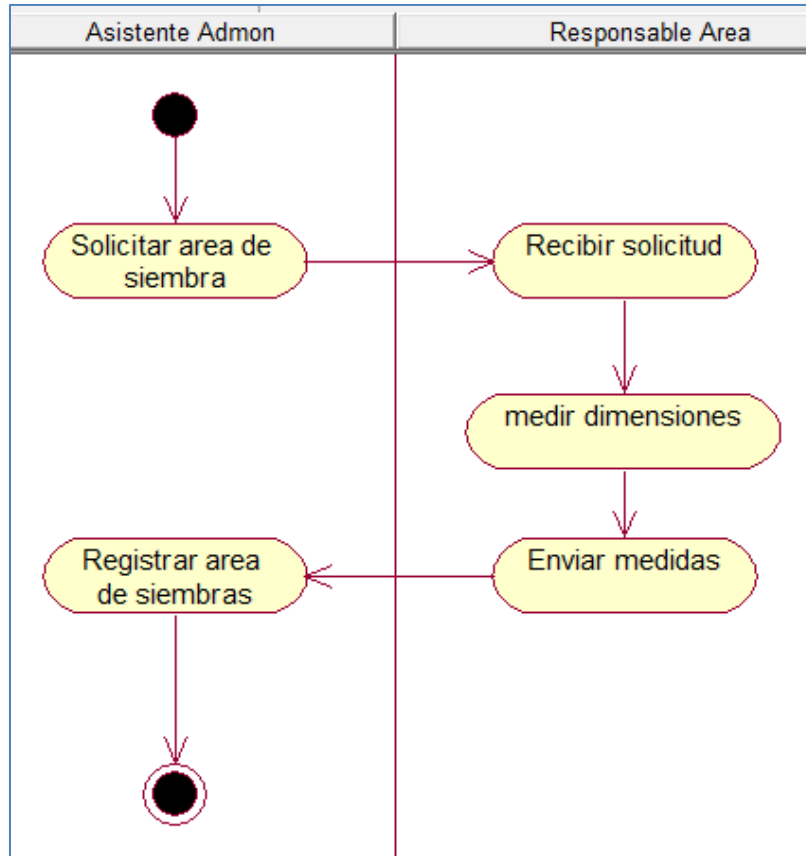 Asistente Admon
Responsable Area
Solicitar area de
siembra
Recibir solicitud
medir dimensiones
Enviar medidas
Registrar area
de siembras